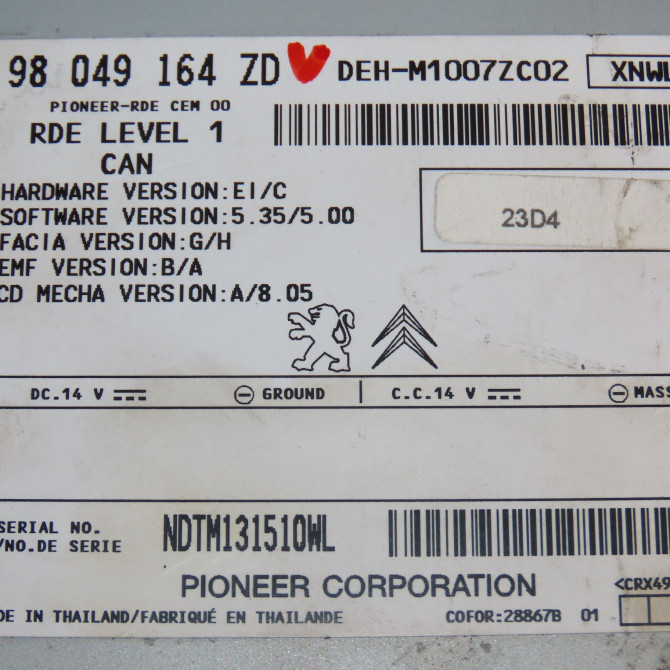 98 049 164 ZD DEH-M1007ZC02 XNWL
PIONEER-RDE CEM 00
RDE LEVEL 1
CAN
HARDWARE VERSION:EI/C
SOFTWARE VERSION:5.35/5.00
23D4
FACIA VERSION:G/H
EMF VERSION:B/A
CD MECHA VERSION:A/8.05
DC.14 V GROUND C.C.14 V MASS
SERIAL NO.
/NO.DE SERIE
NDTM131510WL
PIONEER CORPORATION
<CRX49
DE IN THAILAND/FABRIQUÉ EN THAILANDE COFOR:28867B 01